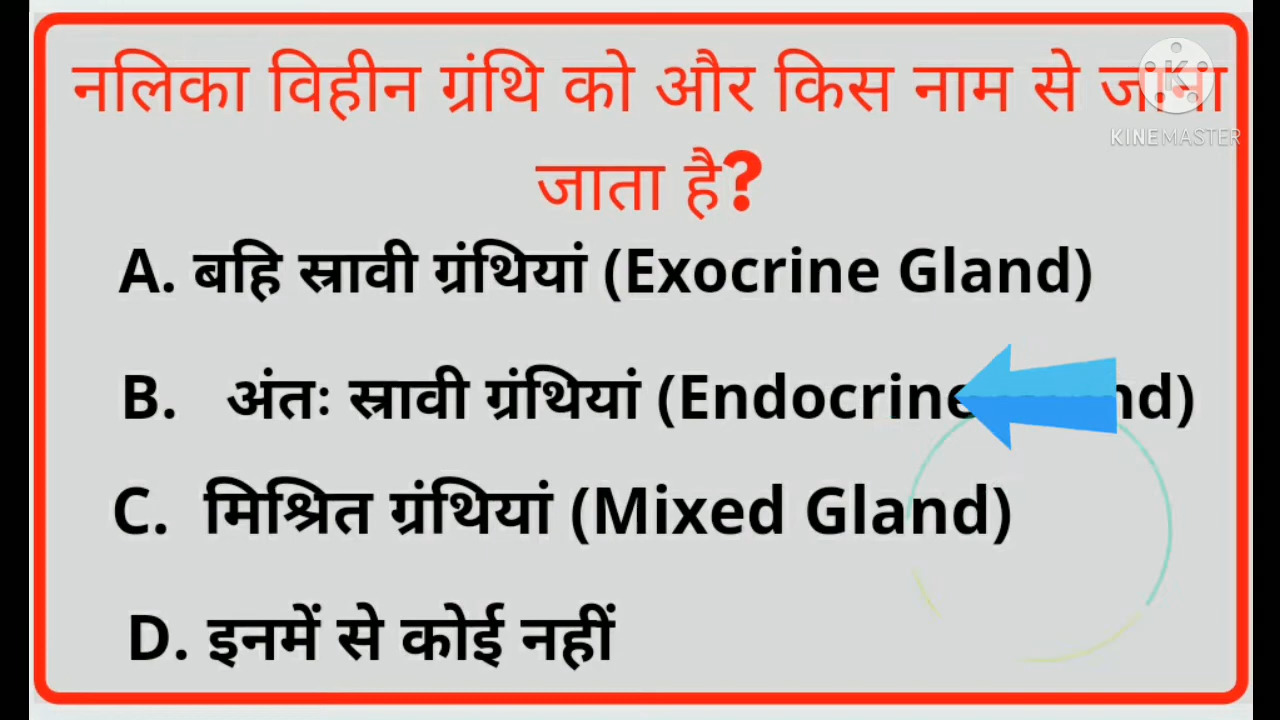 नलिका विहीन ग्रंथि को और किस नाम से जाना
KINEMASTER
जाता है?
A. बहि स्रावी ग्रंथियां (Exocrine Gland)
B. अंतः स्रावी ग्रंथियां (Endocrine
C. मिश्रित ग्रंथियां (Mixed Gland)
D. इनमें से कोई नहीं